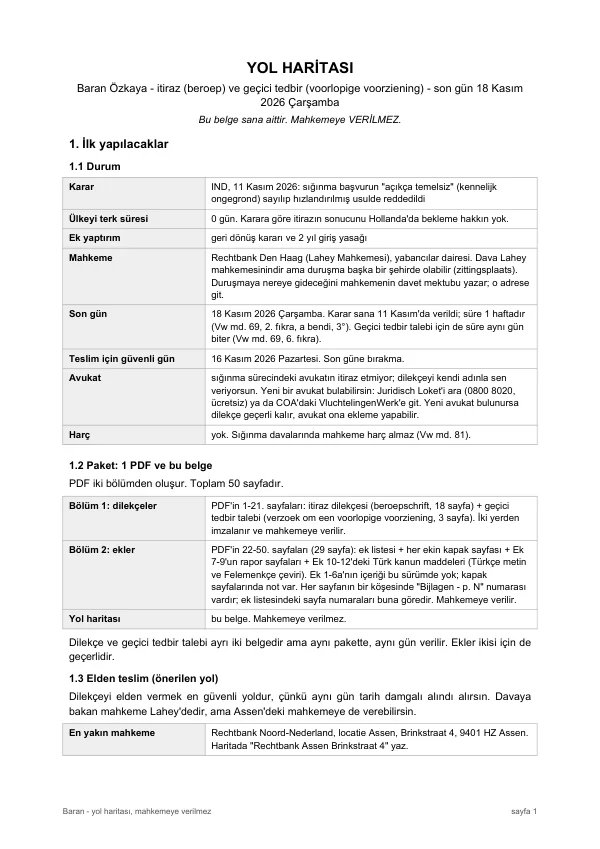 YOL HARİTASI
Baran Özkaya - itiraz (beroep) ve geçici tedbir (voorlopige voorziening) - son gün 18 Kasım
2026 Çarşamba
Bu belge sana aittir. Mahkemeye VERİLMEZ.
1. İlk yapılacaklar
1.1 Durum
Karar
IND, 11 Kasım 2026: sığınma başvurun "açıkça temelsiz" (kennelijk
ongegrond) sayılıp hızlandırılmış usulde reddedildi
Ülkeyi terk süresi
0 gün. Karara göre itirazın sonucunu Hollanda'da bekleme hakkın yok.
Ek yaptırım
geri dönüş kararı ve 2 yıl giriş yasağı
Mahkeme
Rechtbank Den Haag (Lahey Mahkemesi), yabancılar dairesi. Dava Lahey
mahkemesinindir ama duruşma başka bir şehirde olabilir (zittingsplaats).
Duruşmaya nereye gideceğini mahkemenin davet mektubu yazar; o adrese
git.
Son gün
18 Kasım 2026 Çarşamba. Karar sana 11 Kasım'da verildi; süre 1 haftadır
(Vw md. 69, 2. fıkra, a bendi, 3°). Geçici tedbir talebi için de süre aynı gün
biter (Vw md. 69, 6. fıkra).
Teslim için güvenli gün
16 Kasım 2026 Pazartesi. Son güne bırakma.
Avukat
sığınma sürecindeki avukatın itiraz etmiyor; dilekçeyi kendi adınla sen
veriyorsun. Yeni bir avukat bulabilirsin: Juridisch Loket'i ara (0800 8020,
ücretsiz) ya da COA'daki VluchtelingenWerk'e git. Yeni avukat bulunursa
dilekçe geçerli kalır, avukat ona ekleme yapabilir.
Harç
yok. Sığınma davalarında mahkeme harç almaz (Vw md. 81).
1.2 Paket: 1 PDF ve bu belge
PDF iki bölümden oluşur. Toplam 50 sayfadır.
Bölüm 1: dilekçeler
PDF'in 1-21. sayfaları: itiraz dilekçesi (beroepschrift, 18 sayfa) + geçici
tedbir talebi (verzoek om een voorlopige voorziening, 3 sayfa). İki yerden
imzalanır ve mahkemeye verilir.
Bölüm 2: ekler
PDF'in 22-50. sayfaları (29 sayfa): ek listesi + her ekin kapak sayfası + Ek
7-9'un rapor sayfaları + Ek 10-12'deki Türk kanun maddeleri (Türkçe metin
ve Felemenkçe çeviri). Ek 1-6a'nın içeriği bu sürümde yok; kapak
sayfalarında not var. Her sayfanın bir köşesinde "Bijlagen - p. N" numarası
vardır; ek listesindeki sayfa numaraları buna göredir. Mahkemeye verilir.
Yol haritası
bu belge. Mahkemeye verilmez.
Dilekçe ve geçici tedbir talebi ayrı iki belgedir ama aynı pakette, aynı gün verilir. Ekler ikisi için de
geçerlidir.
1.3 Elden teslim (önerilen yol)
Dilekçeyi elden vermek en güvenli yoldur, çünkü aynı gün tarih damgalı alındı alırsın. Davaya
bakan mahkeme Lahey'dedir, ama Assen'deki mahkemeye de verebilirsin.
En yakın mahkeme
Rechtbank Noord-Nederland, locatie Assen, Brinkstraat 4, 9401 HZ Assen.
Haritada "Rechtbank Assen Brinkstraat 4" yaz.
Baran - yol haritası, mahkemeye verilmez
sayfa 1